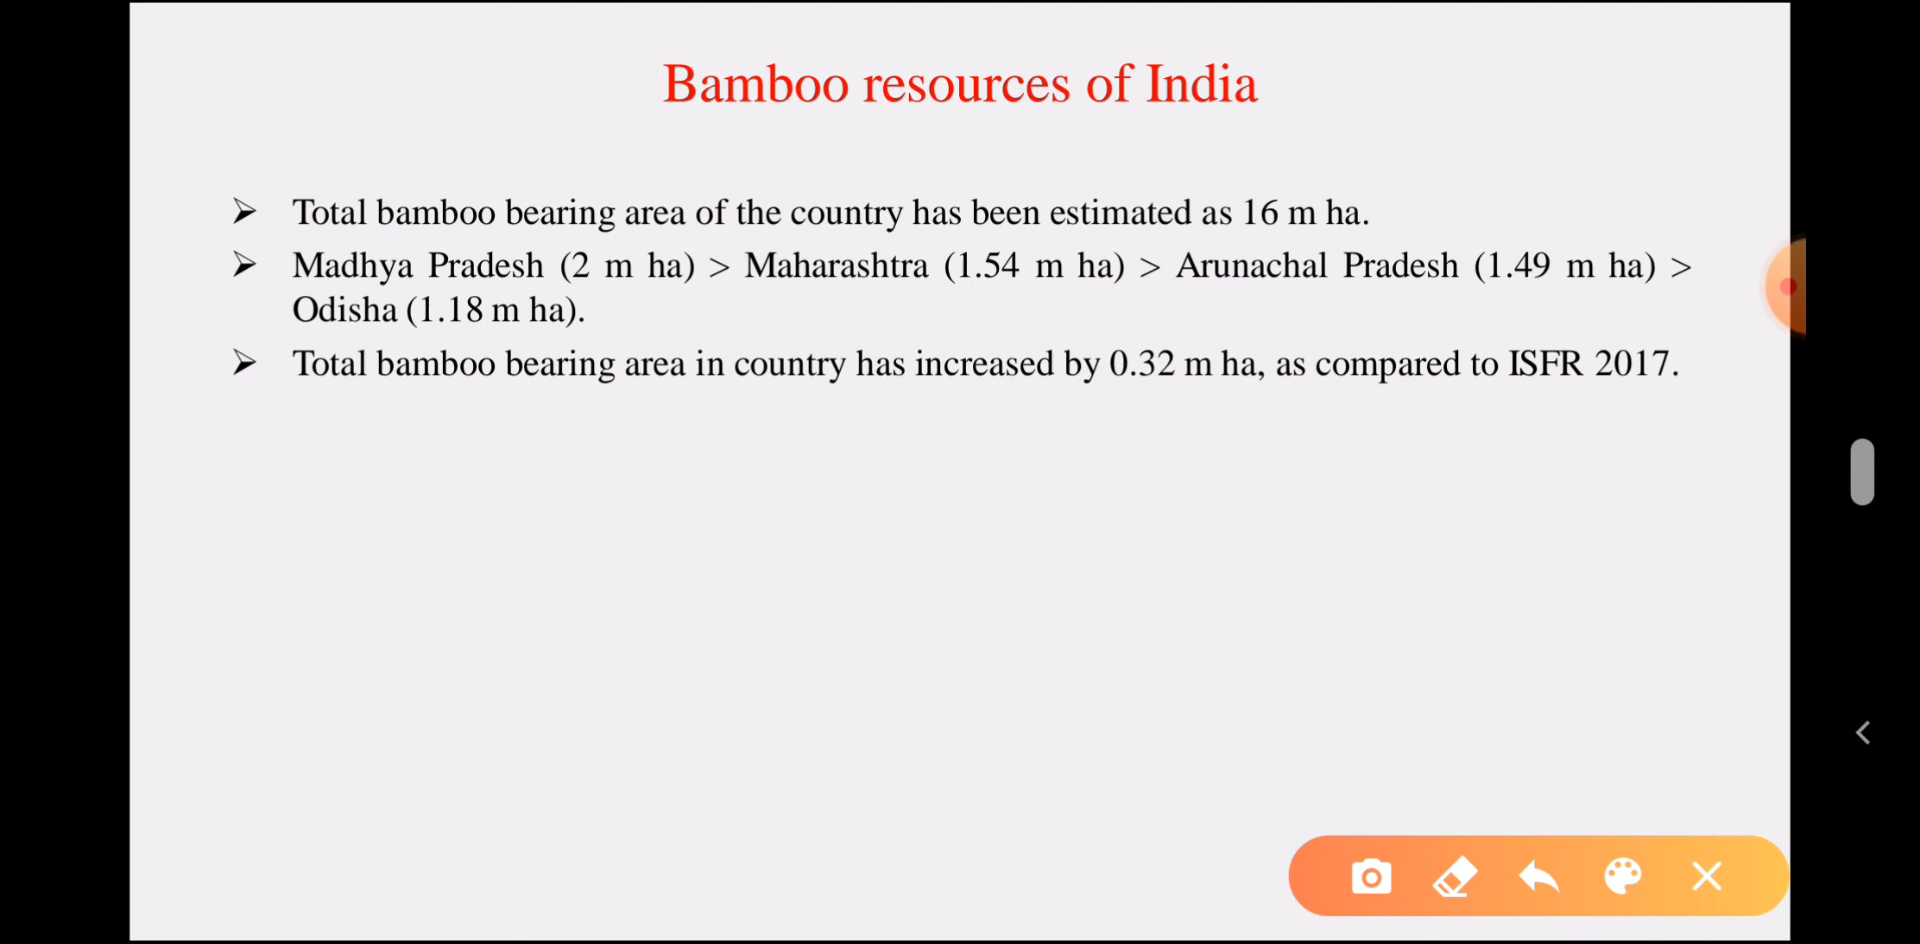 Bamboo resources of India
➢ Total bamboo bearing area of the country has been estimated as 16 m ha.
➢ Madhya Pradesh (2 m ha) > Maharashtra (1.54 m ha) > Arunachal Pradesh (1.49 m ha) >
Odisha (1.18 m ha).
➢ Total bamboo bearing area in country has increased by 0.32 m ha, as compared to ISFR 2017.